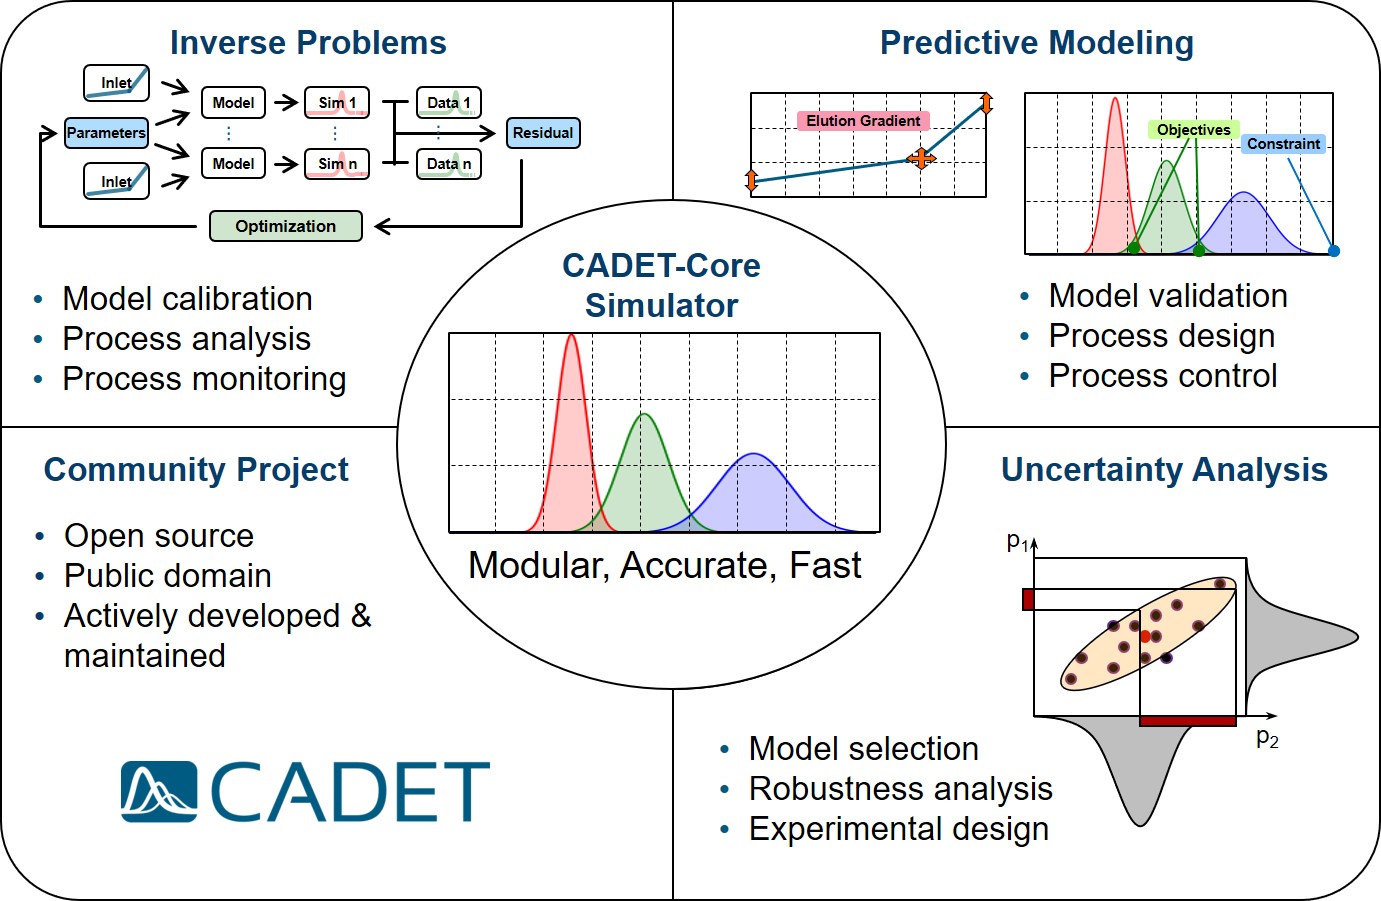 Inverse Problems
Inlet
Model
Sim 1
Data 1
Parameters
Residual
Model
Sim n
Data n
Inlet
Optimization
• Model calibration
• Process analysis
• Process monitoring
Predictive Modeling
Elution Gradient
Objectives
Constraint
• Model validation
• Process design
• Process control
CADET-Core
Simulator
Modular, Accurate, Fast
Community Project
• Open source
• Public domain
• Actively developed &
maintained
CADET
Uncertainty Analysis
p1
p2
• Model selection
• Robustness analysis
• Experimental design